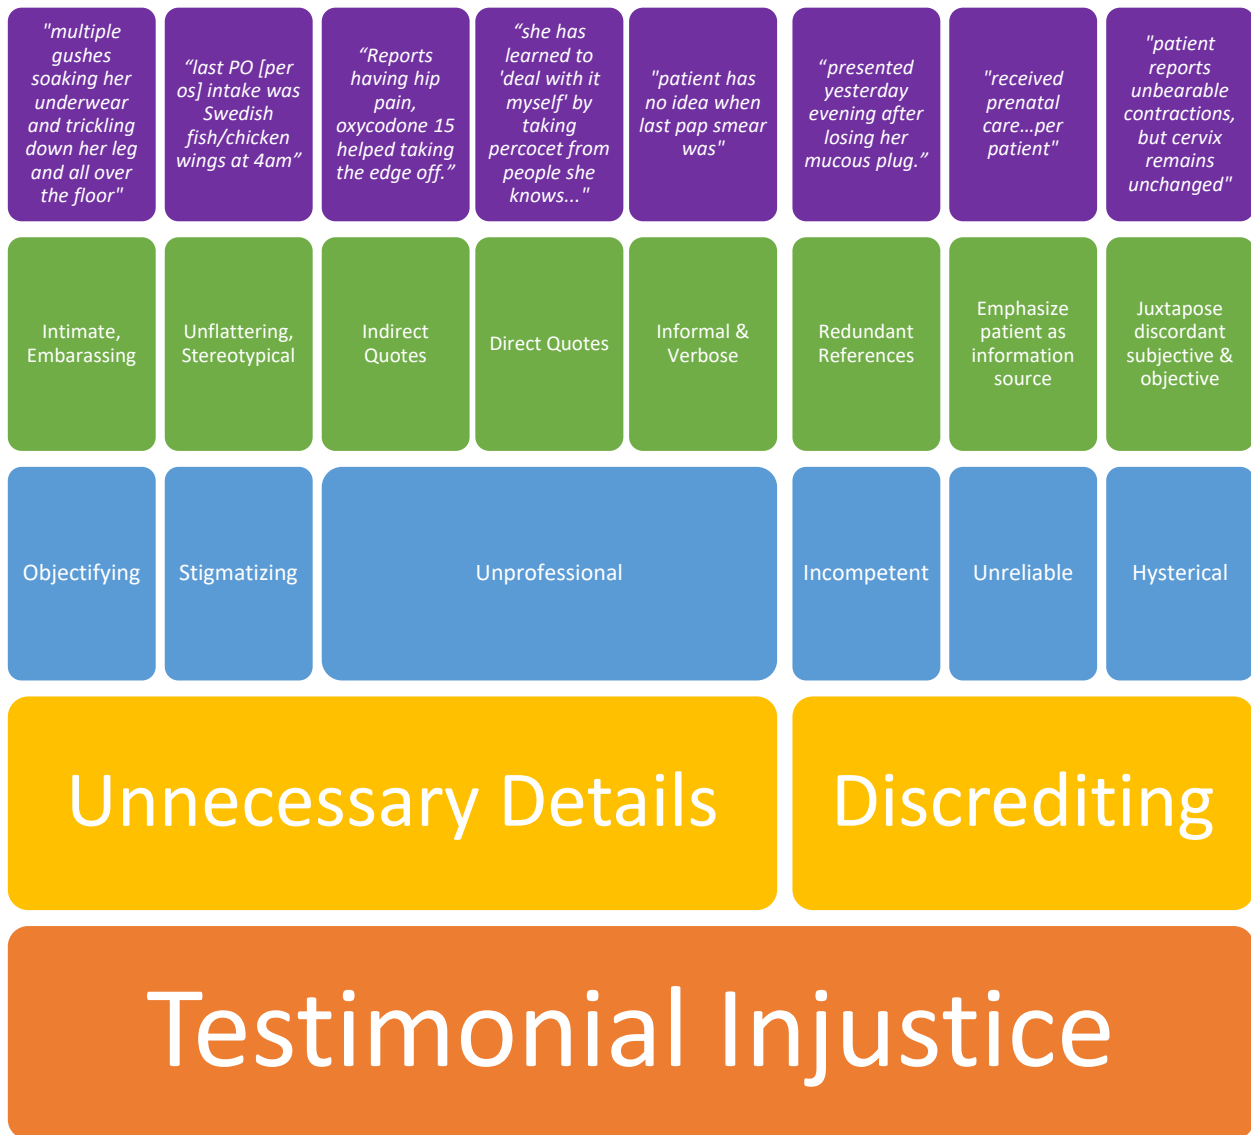 "multiple
gushes
soaking her
underwear
and trickling
down her leg
and all over
the floor"
“last PO [per
os] intake was
Swedish
fish/chicken
wings at 4am”
“Reports
having hip
pain,
oxycodone 15
helped taking
the edge off.”
“she has
learned to
'deal with it
myself' by
taking
percocet from
people she
knows..."
"patient has
no idea when
last pap smear
was"
“presented
yesterday
evening after
losing her
mucous plug.”
"received
prenatal
care...per
patient"
"patient
reports
unbearable
contractions,
but cervix
remains
unchanged"
Intimate,
Embarassing
Unflattering,
Stereotypical
Indirect
Quotes
Direct Quotes
Informal &
Verbose
Redundant
References
Emphasize
patient as
information
source
Juxtapose
discordant
subjective &
objective
Objectifying
Stigmatizing
Unprofessional
Incompetent
Unreliable
Hysterical
Unnecessary Details
Discrediting
Testimonial Injustice